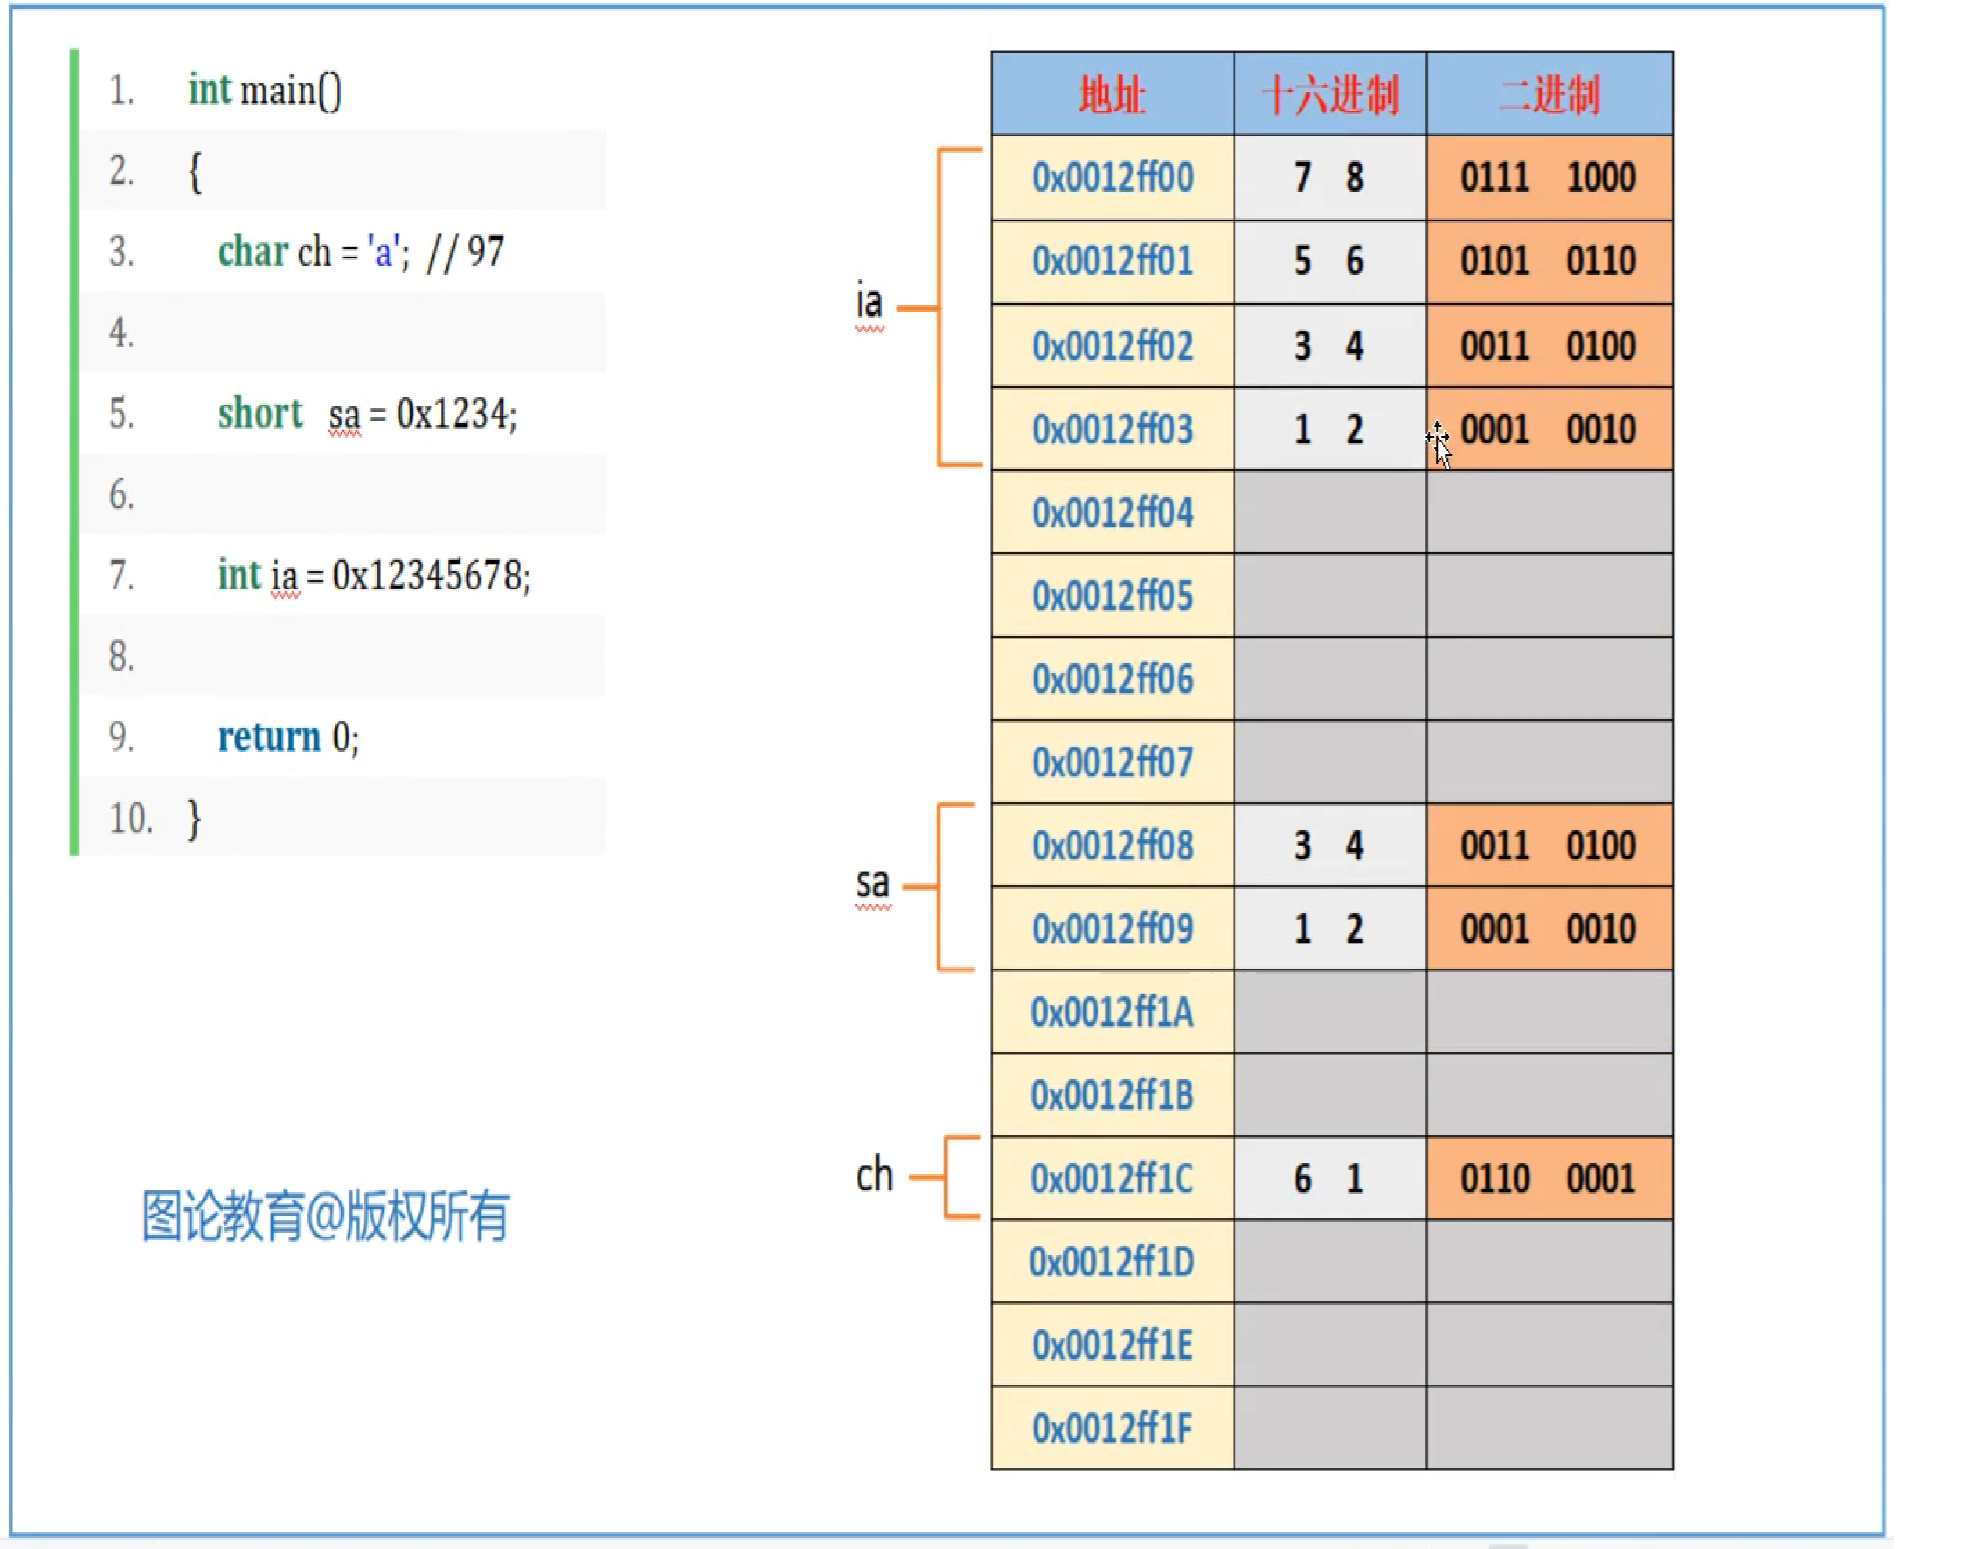 1. int main()
2. {
3. char ch = 'a'; // 97
4.
5. short sa = 0x1234;
6.
7. int ia = 0x12345678;
8.
9. return 0;
10. }
图论教育@版权所有
地址 十六进制 二进制
ia
0x0012ff00 7 8 0111 1000
0x0012ff01 5 6 0101 0110
0x0012ff02 3 4 0011 0100
0x0012ff03 1 2 0001 0010
0x0012ff04
0x0012ff05
0x0012ff06
0x0012ff07
sa
0x0012ff08 3 4 0011 0100
0x0012ff09 1 2 0001 0010
0x0012ff1A
0x0012ff1B
ch
0x0012ff1C 6 1 0110 0001
0x0012ff1D
0x0012ff1E
0x0012ff1F